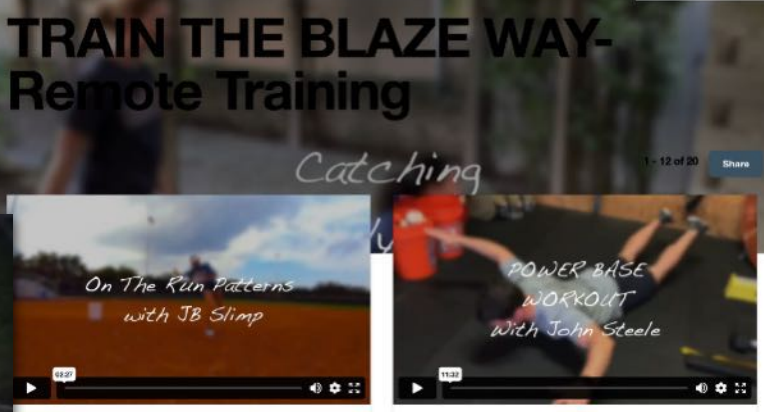 TRAIN THE BLAZE WAY-
Remote Training
Catching
1 - 12 of 20
Share
ly
On The Run Patterns
with JB Slimp
03:27
POWER BASE
WORKOUT
With John Steele
11:32